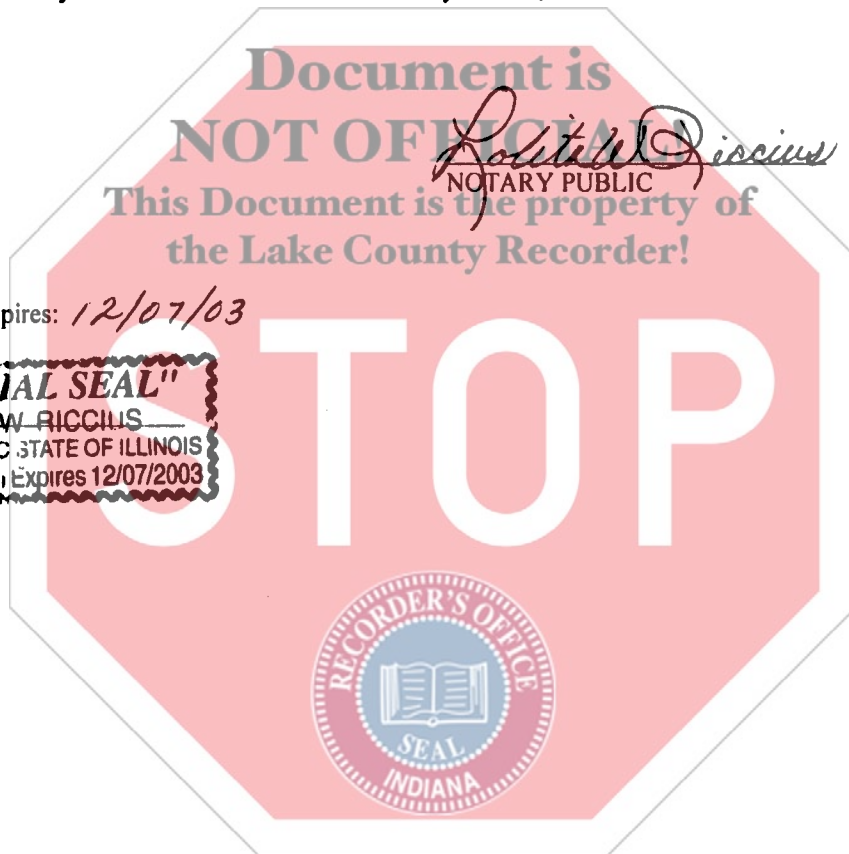 Document is
NOT OFFICIAL!
Riccius
NOTARY PUBLIC
This Document is the property of
the Lake County Recorder!
pires: 12/07/03
IAL SEAL"
W RICCIUS
C STATE OF ILLINOIS
Expires 12/07/2003
STOP
RECORDER'S OFFICE
SEAL
INDIANA